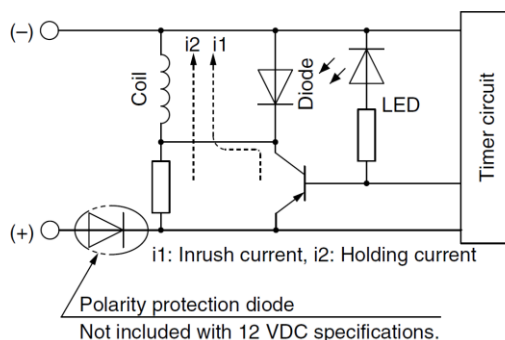 (−)
i2 i1
Coil
Diode
LED
Timer circuit
(+)
i1: Inrush current, i2: Holding current
Polarity protection diode
Not included with 12 VDC specifications.